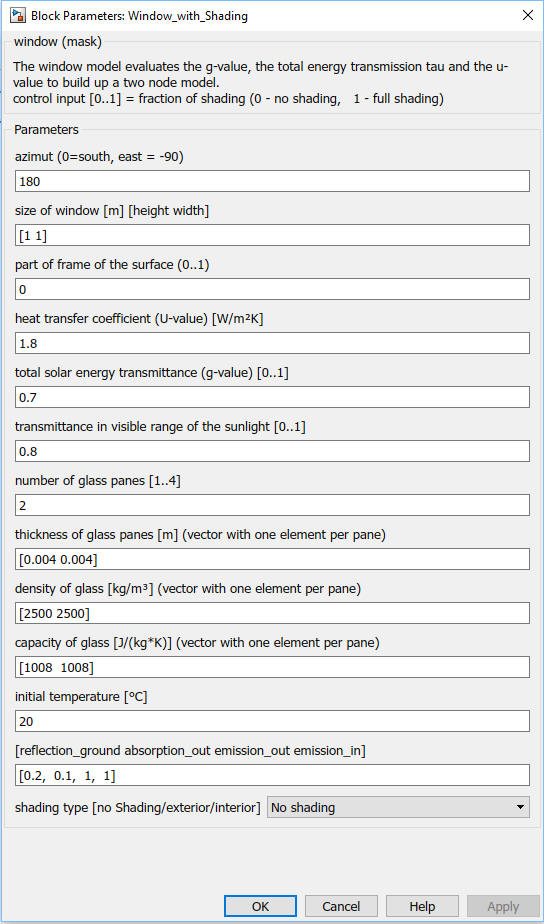 Block Parameters: Window_with_Shading
window (mask)
The window model evaluates the g-value, the total energy transmission tau and the u-
value to build up a two node model.
control input [0..1] = fraction of shading (0 - no shading,   1 - full shading)
Parameters
azimut (0=south, east = -90)
180
size of window [m] [height width]
[1 1]
part of frame of the surface (0..1)
0
heat transfer coefficient (U-value) [W/m²K]
1.8
total solar energy transmittance (g-value) [0..1]
0.7
transmittance in visible range of the sunlight [0..1]
0.8
number of glass panes [1..4]
2
thickness of glass panes [m] (vector with one element per pane)
[0.004 0.004]
density of glass [kg/m³] (vector with one element per pane)
[2500 2500]
capacity of glass [J/(kg*K)] (vector with one element per pane)
[1008  1008]
initial temperature [°C]
20
[reflection_ground absorption_out emission_out emission_in]
[0.2,  0.1,  1,  1]
shading type [no Shading/exterior/interior] No shading
OK Cancel Help Apply